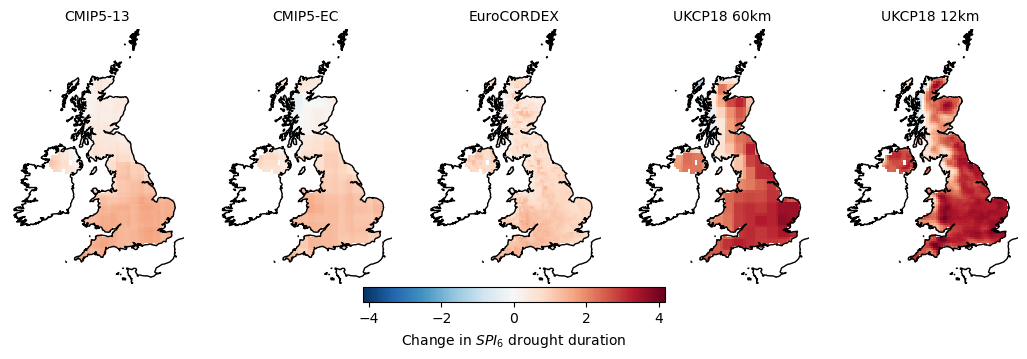 CMIP5-13 CMIP5-EC EuroCORDEX UKCP18 60km UKCP18 12km
−4 −2 0 2 4
Change in SPI6 drought duration